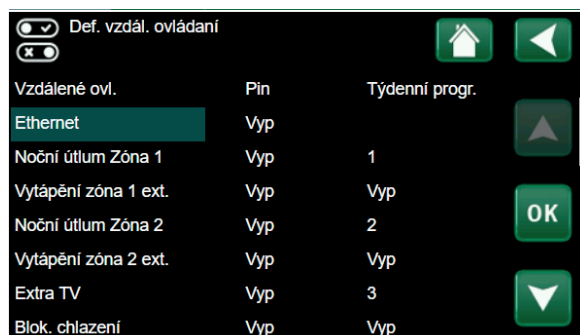 Def. vzdál. ovládaní
Vzdálené ovl. Pin Týdenní progr.
Ethernet Vyp
Noční útlum Zóna 1 Vyp 1
Vytápění zóna 1 ext. Vyp Vyp
Noční útlum Zóna 2 Vyp 2
OK
Vytápění zóna 2 ext. Vyp Vyp
Extra TV Vyp 3
Blok. chlazení Vyp Vyp